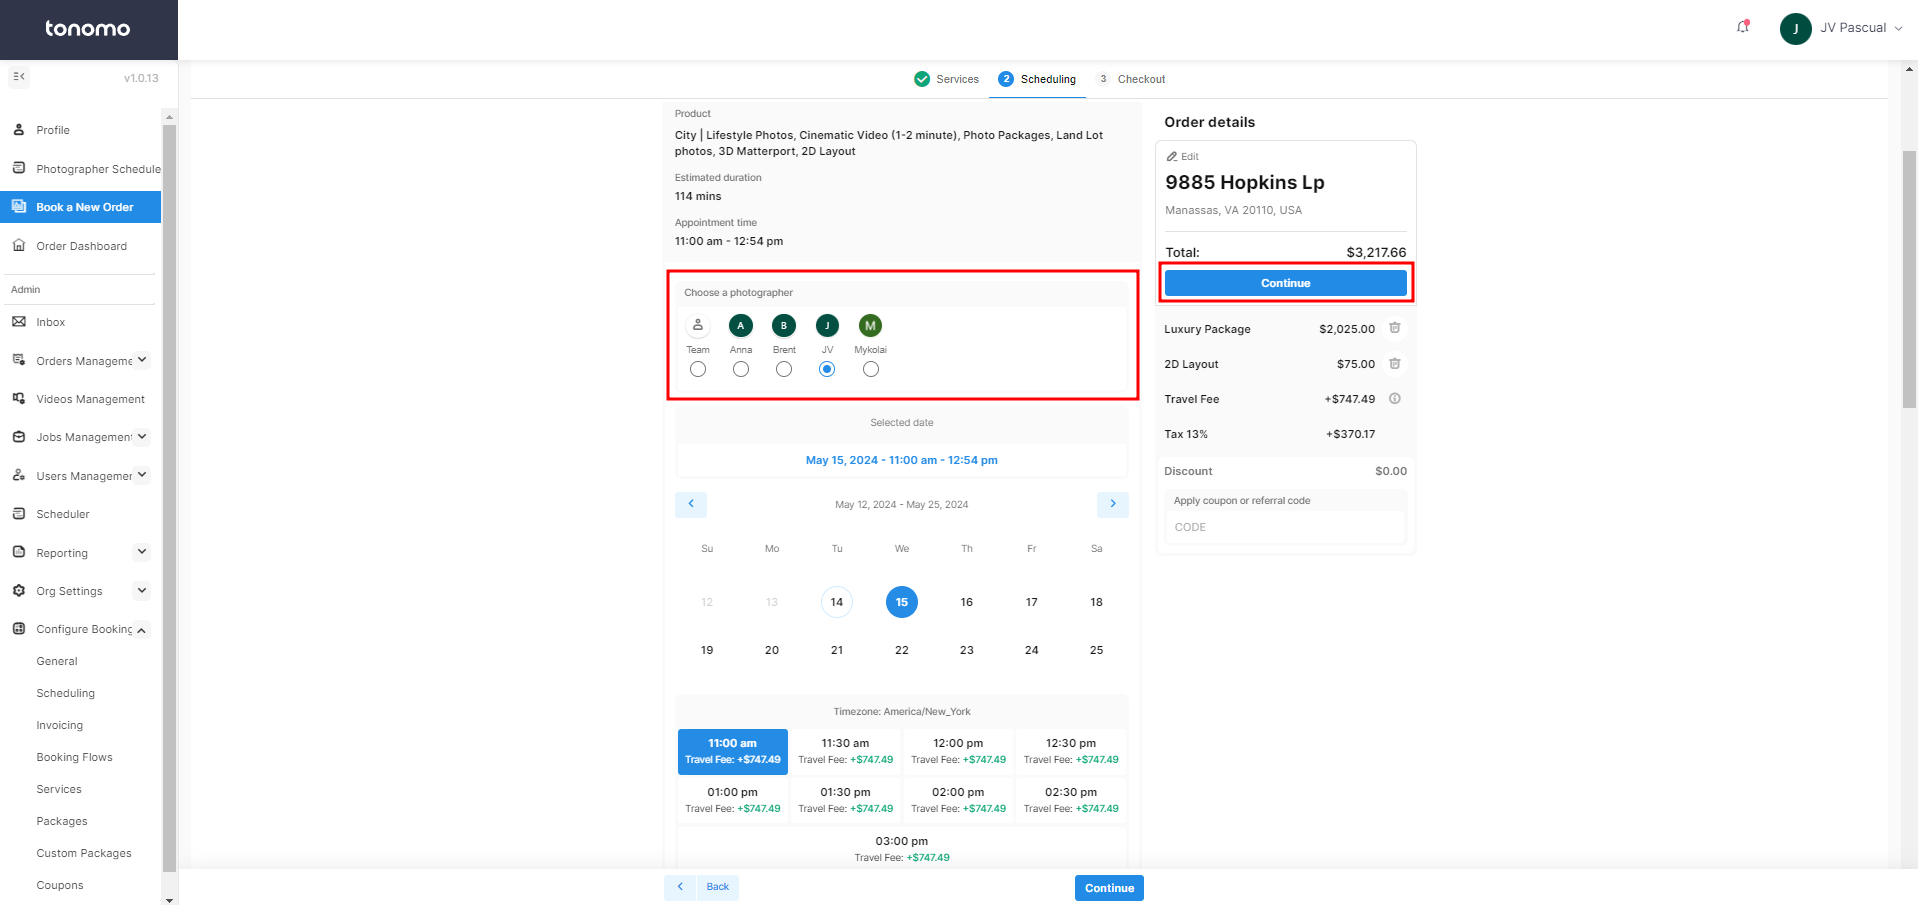 tonomo
J
JV Pascual
v1.0.13
Profile
Photographer Schedule
Book a New Order
Order Dashboard
Admin
Inbox
Orders Manageme
Videos Management
Jobs Management
Users Managemer
Scheduler
Reporting
Org Settings
Configure Booking
General
Scheduling
Invoicing
Booking Flows
Services
Packages
Custom Packages
Coupons
Services
2 Scheduling
3 Checkout
Product
City | Lifestyle Photos, Cinematic Video (1-2 minute), Photo Packages, Land Lot
photos, 3D Matterport, 2D Layout
Estimated duration
114 mins
Appointment time
11:00 am - 12:54 pm
Choose a photographer
A B J M
Team Anna Brent JV Mykolai
Selected date
May 15, 2024 - 11:00 am - 12:54 pm
May 12, 2024 - May 25, 2024
Su Mo Tu We Th Fr Sa
12 13 14 15 16 17 18
19 20 21 22 23 24 25
Timezone: America/New_York
11:00 am 11:30 am 12:00 pm 12:30 pm
Travel Fee: +$747.49 Travel Fee: +$747.49 Travel Fee: +$747.49 Travel Fee: +$747.49
01:00 pm 01:30 pm 02:00 pm 02:30 pm
Travel Fee: +$747.49 Travel Fee: +$747.49 Travel Fee: +$747.49 Travel Fee: +$747.49
03:00 pm
Travel Fee: +$747.49
Back
Continue
Order details
Edit
9885 Hopkins Lp
Manassas, VA 20110, USA
Total: $3,217.66
Continue
Luxury Package $2,025.00
2D Layout $75.00
Travel Fee +$747.49
Tax 13% +$370.17
Discount $0.00
Apply coupon or referral code
CODE